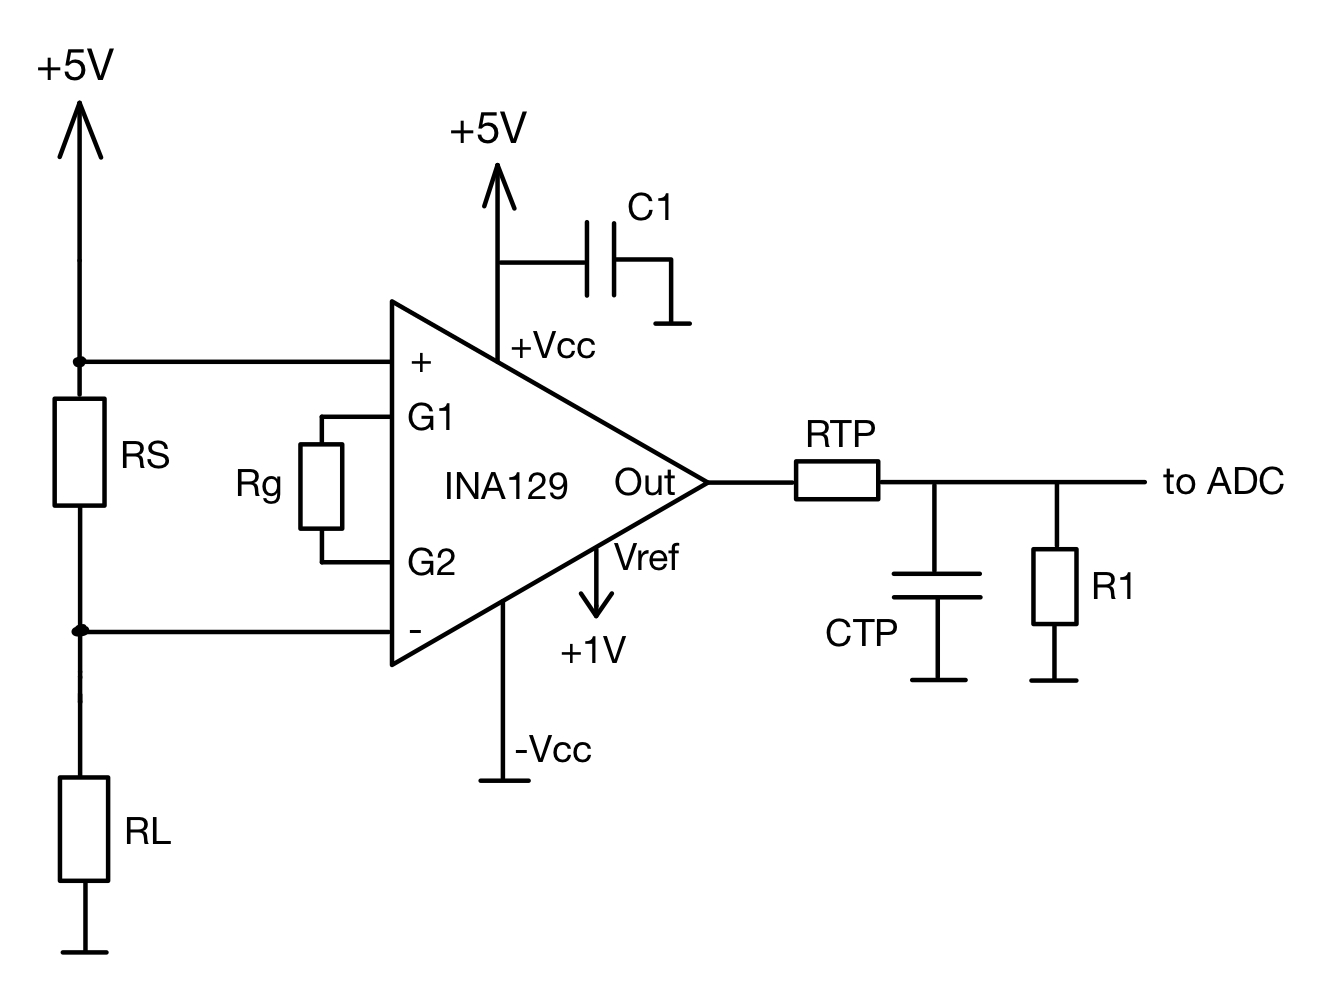 +5V
+5V
C1
+Vcc
+
G1
RS
Rg
INA129
Out
RTP
to ADC
G2
Vref
R1
-
+1V
CTP
-Vcc
RL